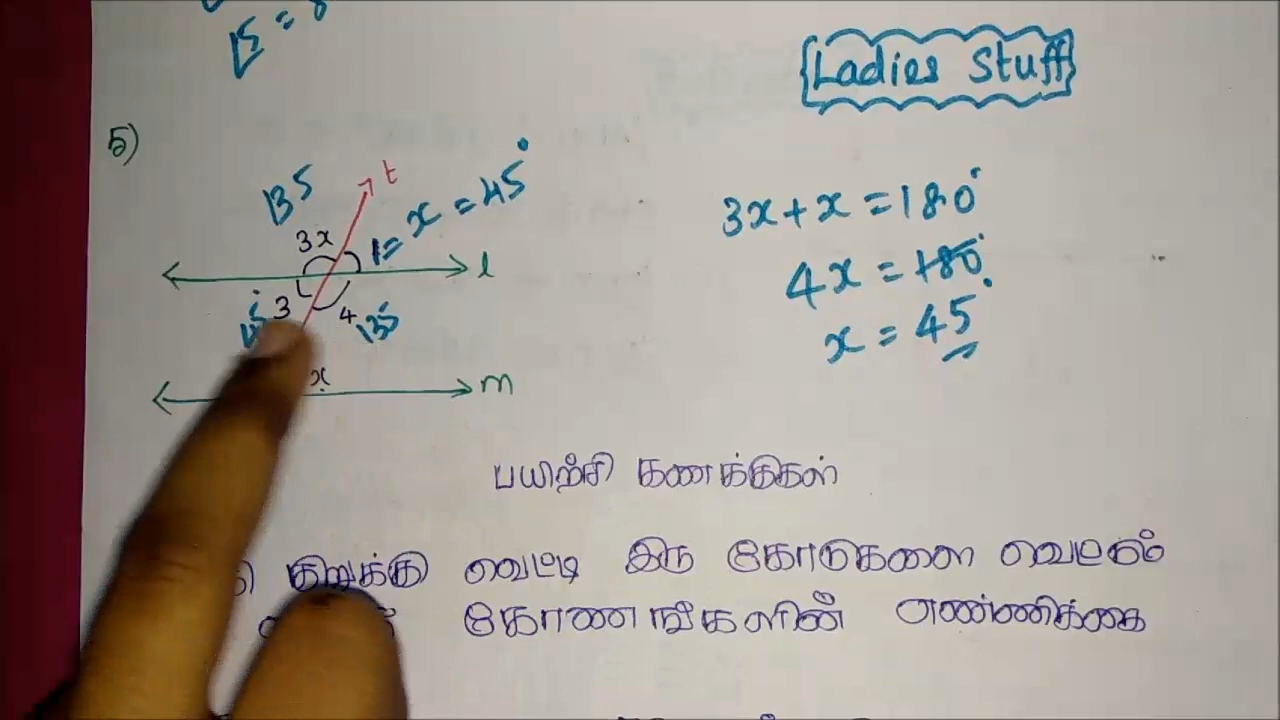 Ladies Stuff
5)
135
t
3x
1 = x = 45°
l
3
4
135
x
m
3x + x = 180°
4x = 180°
x = 45°
பயிற்சி கணக்குகள்
குறுக்கு வெட்டி இரு கோடுகளை வெட்டும்
கோணங்களின் எண்ணிக்கை